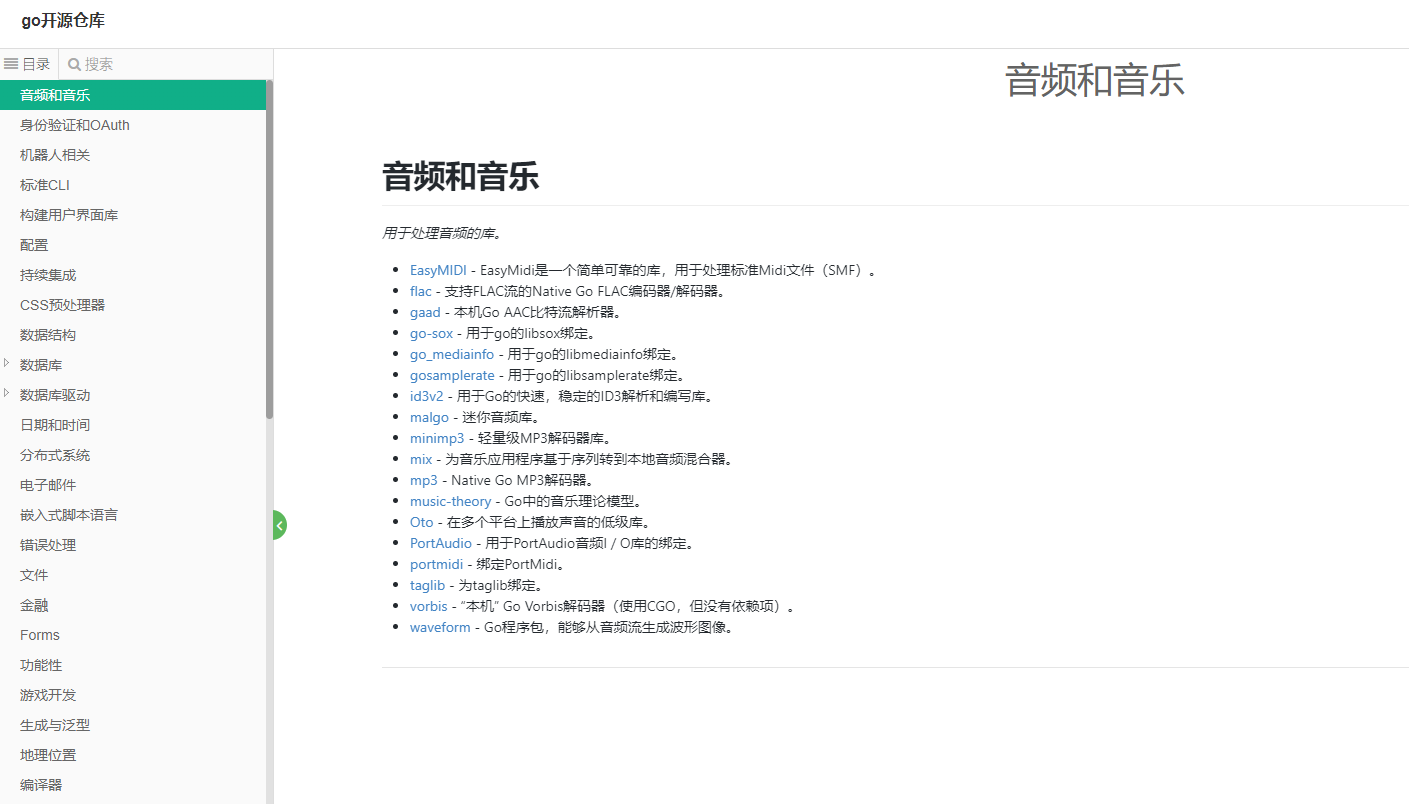 go开源仓库
目录
搜索
音频和音乐
身份验证和OAuth
机器人相关
标准CLI
构建用户界面库
配置
持续集成
CSS预处理器
数据结构
数据库
数据库驱动
日期和时间
分布式系统
电子邮件
嵌入式脚本语言
错误处理
文件
金融
Forms
功能性
游戏开发
生成与泛型
地理位置
编译器
音频和音乐
音频和音乐
用于处理音频的库。
EasyMIDI - EasyMidi是一个简单可靠的库，用于处理标准Midi文件（SMF）。
flac - 支持FLAC流的Native Go FLAC编码器/解码器。
gaad - 本机Go AAC比特流解析器。
go-sox - 用于go的libsox绑定。
go_mediainfo - 用于go的libmediainfo绑定。
gosamplerate - 用于go的libsamplerate绑定。
id3v2 - 用于Go的快速，稳定的ID3解析和编写库。
malgo - 迷你音频库。
minimp3 - 轻量级MP3解码器库。
mix - 为音乐应用程序基于序列转到本地音频混合器。
mp3 - Native Go MP3解码器。
music-theory - Go中的音乐理论模型。
Oto - 在多个平台上播放声音的低级库。
PortAudio - 用于PortAudio音频I / O库的绑定。
portmidi - 绑定PortMidi。
taglib - 为taglib绑定。
vorbis - “本机” Go Vorbis解码器（使用CGO，但没有依赖项）。
waveform - Go程序包，能够从音频流生成波形图像。